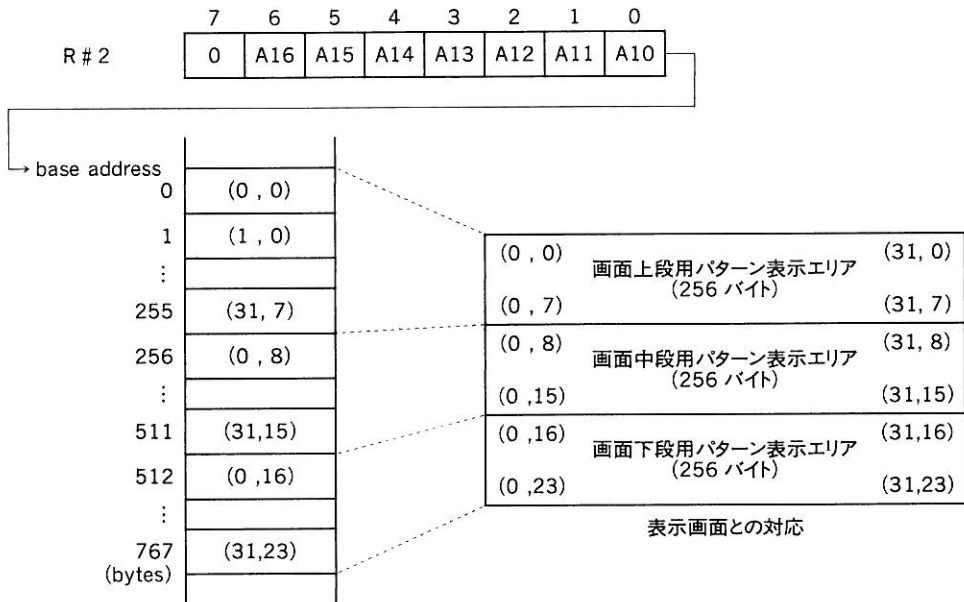 7 6 5 4 3 2 1 0
R#2 0 A16 A15 A14 A13 A12 A11 A10
base address
0 (0 , 0)
1 (1 , 0)
⋮
255 (31, 7)
256 (0 , 8)
⋮
511 (31,15)
512 (0 ,16)
⋮
767 (31,23)
(bytes)
(0 , 0) (31, 0)
画面上段用パターン表示エリア
(256 バイト)
(0 , 7) (31, 7)
(0 , 8) (31, 8)
画面中段用パターン表示エリア
(256 バイト)
(0 ,15) (31,15)
(0 ,16) (31,16)
画面下段用パターン表示エリア
(256 バイト)
(0 ,23) (31,23)
表示画面との対応